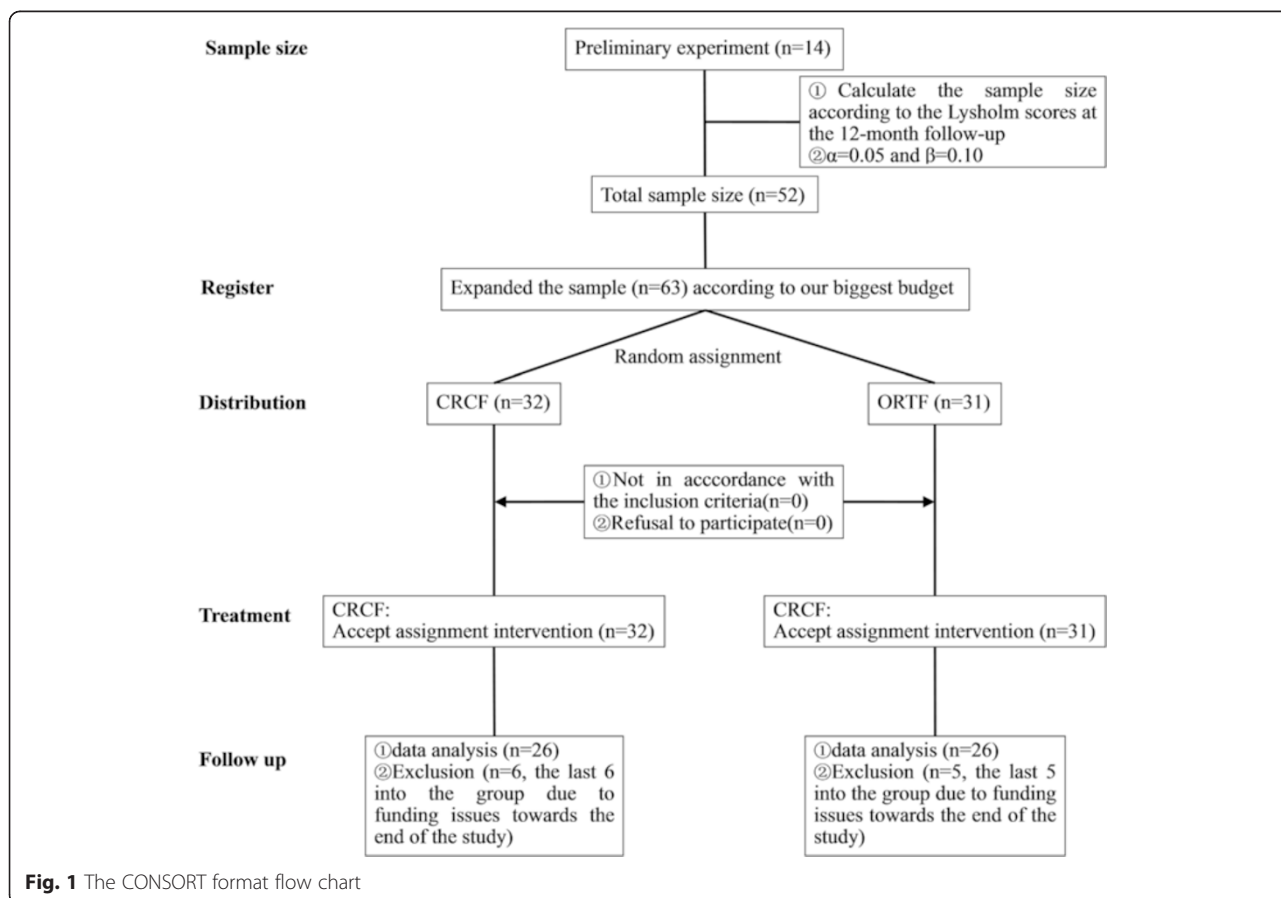 Sample size
Preliminary experiment (n=14)
① Calculate the sample size
according to the Lysholm scores at
the 12-month follow-up
②α=0.05 and β=0.10
Total sample size (n=52)
Register
Expanded the sample (n=63) according to our biggest budget
Random assignment
Distribution
CRCF (n=32)
ORTF (n=31)
①Not in acccordance with
the inclusion criteria(n=0)
②Refusal to participate(n=0)
Treatment
CRCF:
Accept assignment intervention (n=32)
CRCF:
Accept assignment intervention (n=31)
Follow up
①data analysis (n=26)
②Exclusion (n=6, the last 6
into the group due to
funding issues towards the
end of the study)
①data analysis (n=26)
②Exclusion (n=5, the last 5
into the group due to funding
issues towards the end of the
study)
Fig. 1 The CONSORT format flow chart